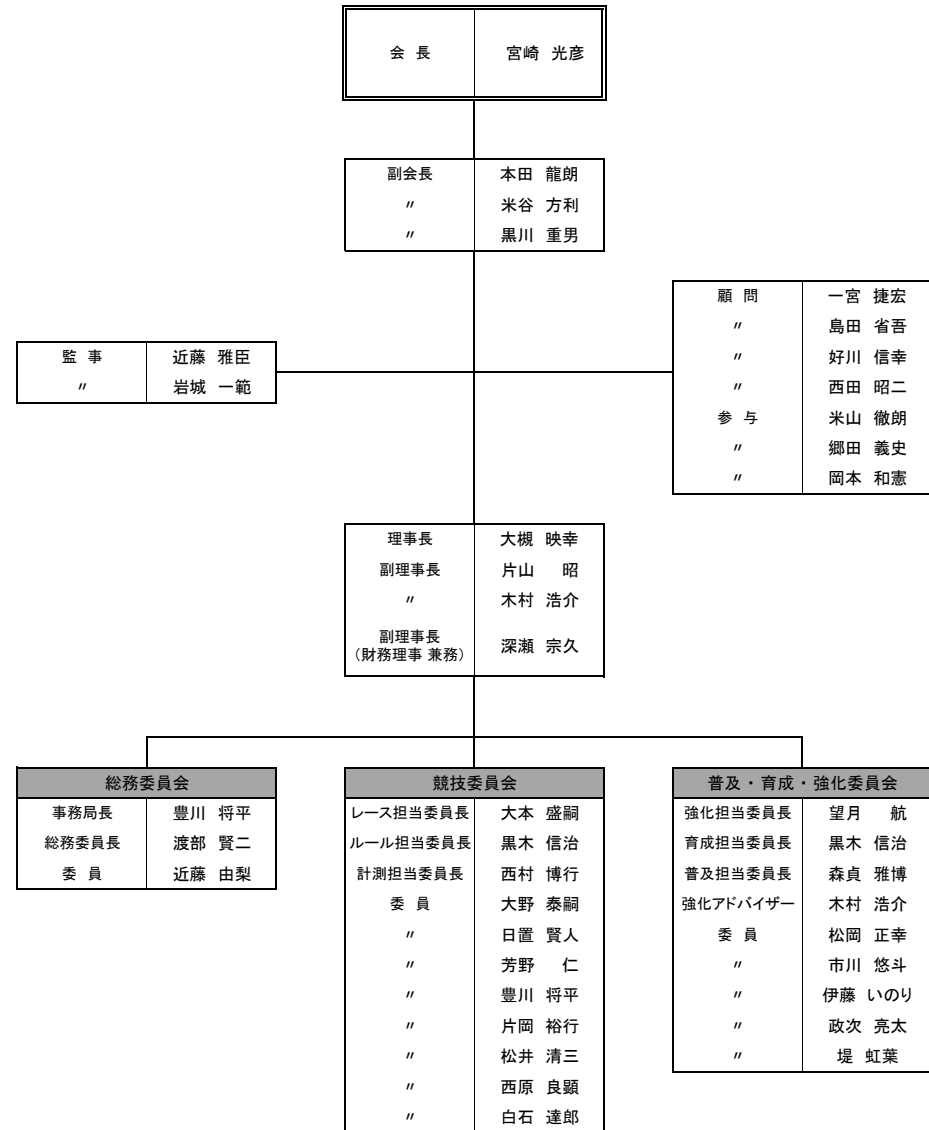 会 長 宮崎 光彦
副会長 本田 龍朗
〃 米谷 方利
〃 黒川 重男
顧 問 一宮 捷宏
〃 島田 省吾
〃 好川 信幸
〃 西田 昭二
参 与 米山 徹朗
〃 郷田 義史
〃 岡本 和憲
監 事 近藤 雅臣
〃 岩城 一範
理事長 大槻 映幸
副理事長 片山 昭
〃 木村 浩介
副理事長
（財務理事 兼務） 深瀬 宗久
総務委員会
事務局長 豊川 将平
総務委員長 渡部 賢二
委 員 近藤 由梨
競技委員会
レース担当委員長 大本 盛嗣
ルール担当委員長 黒木 信治
計測担当委員長 西村 博行
委 員 大野 泰嗣
〃 日置 賢人
〃 芳野 仁
〃 豊川 将平
〃 片岡 裕行
〃 松井 清三
〃 西原 良顕
〃 白石 達郎
普及・育成・強化委員会
強化担当委員長 望月 航
育成担当委員長 黒木 信治
普及担当委員長 森貞 雅博
強化アドバイザー 木村 浩介
委 員 松岡 正幸
〃 市川 悠斗
〃 伊藤 いのり
〃 政次 亮太
〃 堤 虹葉